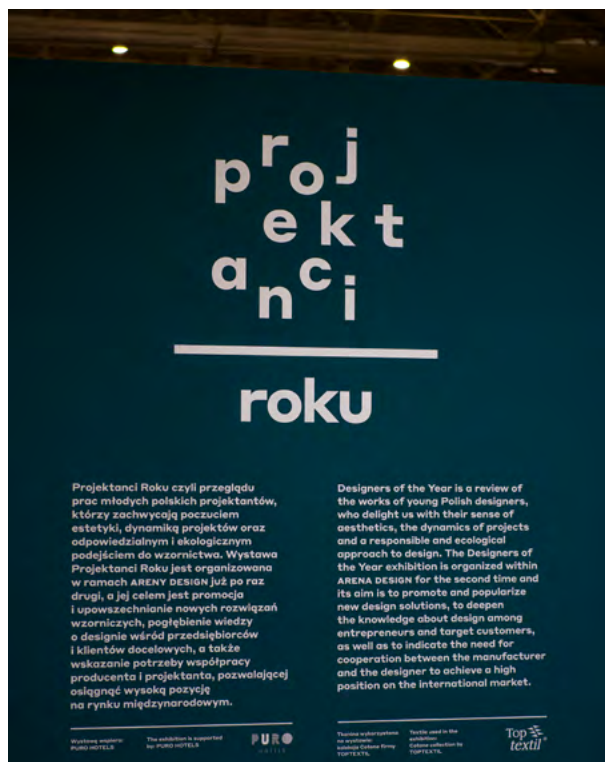 projektanci
roku
Projektanci Roku czyli przeglądu
prac młodych polskich projektantów,
którzy zachwycają poczuciem
estetyki, dynamiką projektów oraz
odpowiedzialnym i ekologicznym
podejściem do wzornictwa. Wystawa
Projektanci Roku jest organizowana
w ramach ARENY DESIGN już po raz
drugi, a jej celem jest promocja
i upowszechnianie nowych rozwiązań
wzorniczych, pogłębienie wiedzy
o designie wśród przedsiębiorców
i klientów docelowych, a także
wskazanie potrzeby współpracy
producenta i projektanta, pozwalającej
osiągnąć wysoką pozycję
na rynku międzynarodowym.
Designers of the Year is a review of
the works of young Polish designers,
who delight us with their sense of
aesthetics, the dynamics of projects
and a responsible and ecological
approach to design. The Designers of
the Year exhibition is organized within
ARENA DESIGN for the second time and
its aim is to promote and popularize
new design solutions, to deepen
the knowledge about design among
entrepreneurs and target customers,
as well as to indicate the need for
cooperation between the manufacturer
and the designer to achieve a high
position on the international market.
Wystawę wspiera:
PURO HOTELS
The exhibition is supported
by: PURO HOTELS
PURO
HOTELS
Tkanina wykorzystana
na wystawie:
kolekcja Cotone firmy
TOPTEXTIL
Textile used in the
exhibition:
Cotone collection by
TOPTEXTIL
Top
textil